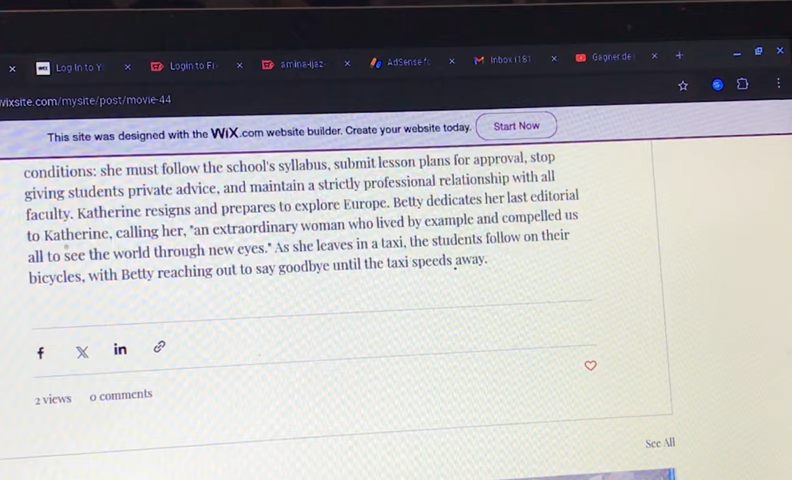 Log In to Y
Login to Fr
amina-ijaz-
AdSense fo
Inbox (181
Gagner de
wixsite.com/mysite/post/movie-44
This site was designed with the WiX.com website builder. Create your website today. Start Now
conditions: she must follow the school's syllabus, submit lesson plans for approval, stop
giving students private advice, and maintain a strictly professional relationship with all
faculty. Katherine resigns and prepares to explore Europe. Betty dedicates her last editorial
to Katherine, calling her, "an extraordinary woman who lived by example and compelled us
all to see the world through new eyes." As she leaves in a taxi, the students follow on their
bicycles, with Betty reaching out to say goodbye until the taxi speeds away.
2 views 0 comments
See All